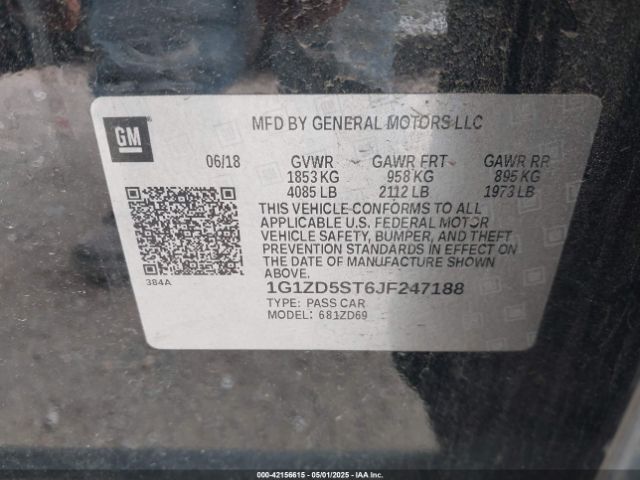 GM
MFD BY GENERAL MOTORS LLC
06/18 GVWR GAWR FRT GAWR RR
1853 KG 958 KG 895 KG
4085 LB 2112 LB 1973 LB
THIS VEHICLE CONFORMS TO ALL
APPLICABLE U.S. FEDERAL MOTOR
VEHICLE SAFETY, BUMPER, AND THEFT
PREVENTION STANDARDS IN EFFECT ON
THE DATE OF MANUFACTURE SHOWN
ABOVE.
384A
1G1ZD5ST6JF247188
TYPE: PASS CAR
MODEL: 681ZD69
000-42156615 - 05/01/2025 - IAAI.COM